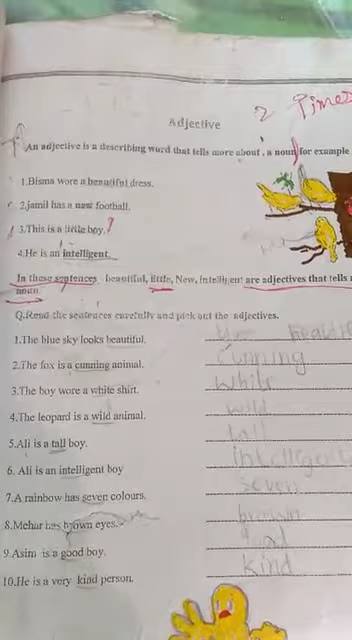 2 Times
Adjective
An adjective is a describing word that tells more about , a noun for example
1.Bisma wore a beautiful dress.
2.jamil has a new football.
3.This is a little boy.
4.He is an intelligent.
In these sentences beautiful, little, New, intelligent are adjectives that tells
noun
Q.Read the sentences carefully and pick out the adjectives.
1.The blue sky looks beautiful.
2.The fox is a cunning animal. cunning
3.The boy wore a white shirt. white
4.The leopard is a wild animal. wild
5.Ali is a tall boy. tall
6. Ali is an intelligent boy intelligent
7.A rainbow has seven colours. seven
8.Mehar has brown eyes. brown
9.Asim is a good boy. good
10.He is a very kind person. kind